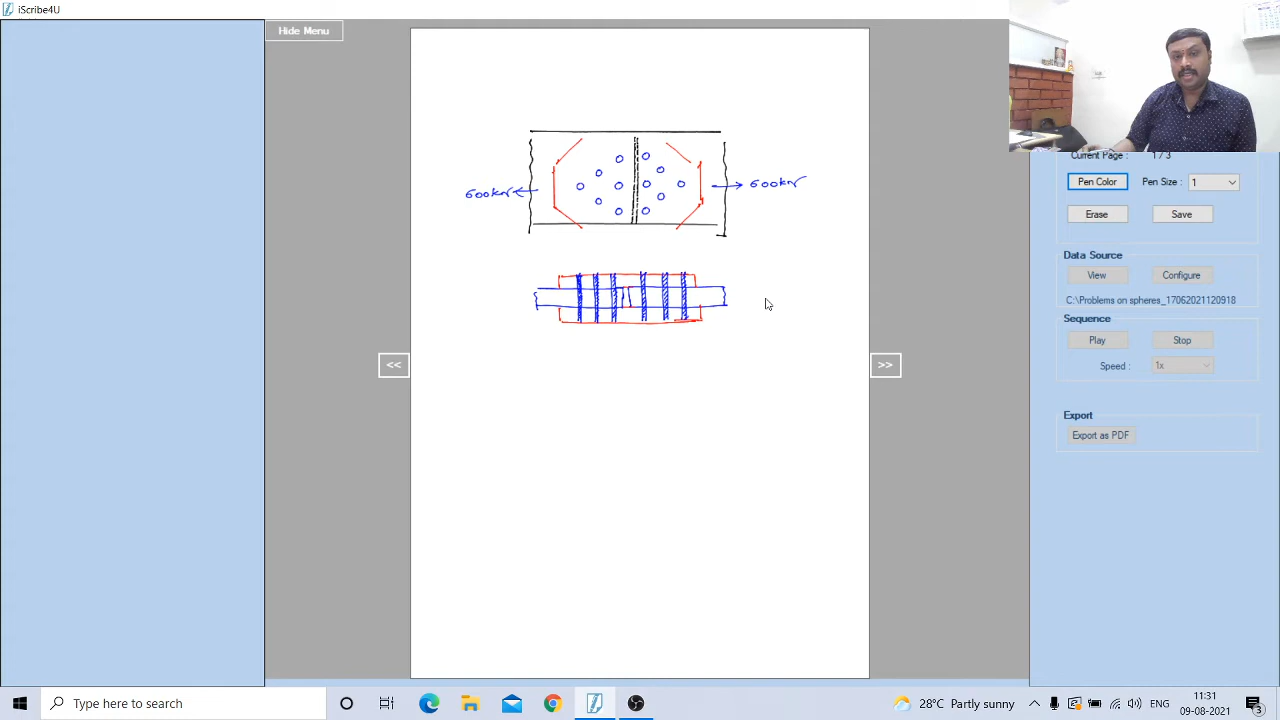 iScribe4U
Hide Menu
Current Page : 1 / 3
Pen Color Pen Size : 1
Erase Save
Data Source
View Configure
C:\Problems on spheres_17062021120918
Sequence
Play Stop
Speed : 1x
Export
Export as PDF
600kN 600kN
<< >>
Type here to search
28°C Partly sunny
ENG
11:31
09-08-2021
3